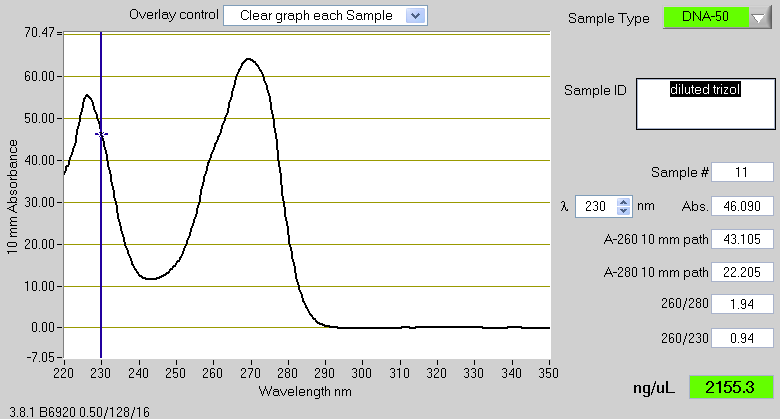 Overlay control Clear graph each Sample
Sample Type DNA-50
70.47
60.00
50.00
40.00
30.00
20.00
10.00
0.00
-7.05
10 mm Absorbance
220 230 240 250 260 270 280 290 300 310 320 330 340 350
Wavelength nm
Sample ID diluted trizol
Sample # 11
λ 230 nm Abs. 46.090
A-260 10 mm path 43.105
A-280 10 mm path 22.205
260/280 1.94
260/230 0.94
ng/uL 2155.3
3.8.1 B6920 0.50/128/16